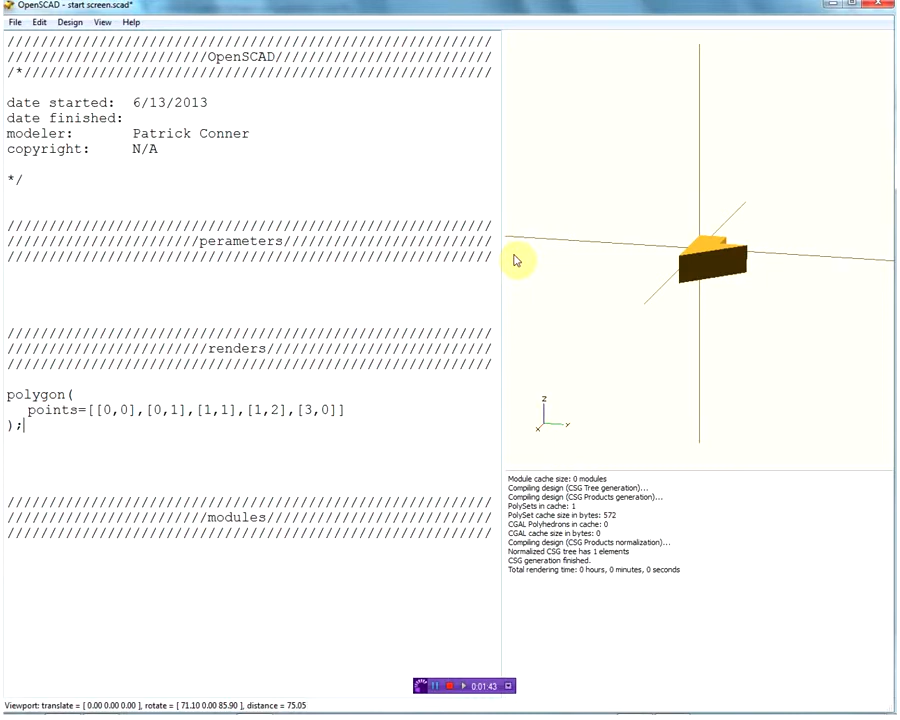 OpenSCAD - start screen.scad*
File Edit Design View Help
//////////////////////////////////////////////////////////
////////////////////////OpenSCAD//////////////////////////
/*////////////////////////////////////////////////////////
date started: 6/13/2013
date finished:
modeler: Patrick Conner
copyright: N/A
*/
//////////////////////////////////////////////////////////
///////////////////////perameters/////////////////////////
//////////////////////////////////////////////////////////
//////////////////////////////////////////////////////////
////////////////////////renders///////////////////////////
//////////////////////////////////////////////////////////
polygon(
points=[[0,0],[0,1],[1,1],[1,2],[3,0]]
);
//////////////////////////////////////////////////////////
////////////////////////modules///////////////////////////
//////////////////////////////////////////////////////////
z
x y
Module cache size: 0 modules
Compiling design (CSG Tree generation)...
Compiling design (CSG Products generation)...
PolySets in cache: 1
PolySet cache size in bytes: 572
CGAL Polyhedrons in cache: 0
CGAL cache size in bytes: 0
Compiling design (CSG Products normalization)...
Normalized CSG tree has 1 elements
CSG generation finished.
Total rendering time: 0 hours, 0 minutes, 0 seconds
0:01:43
Viewport: translate = [ 0.00 0.00 0.00 ], rotate = [ 71.10 0.00 85.90 ], distance = 75.05